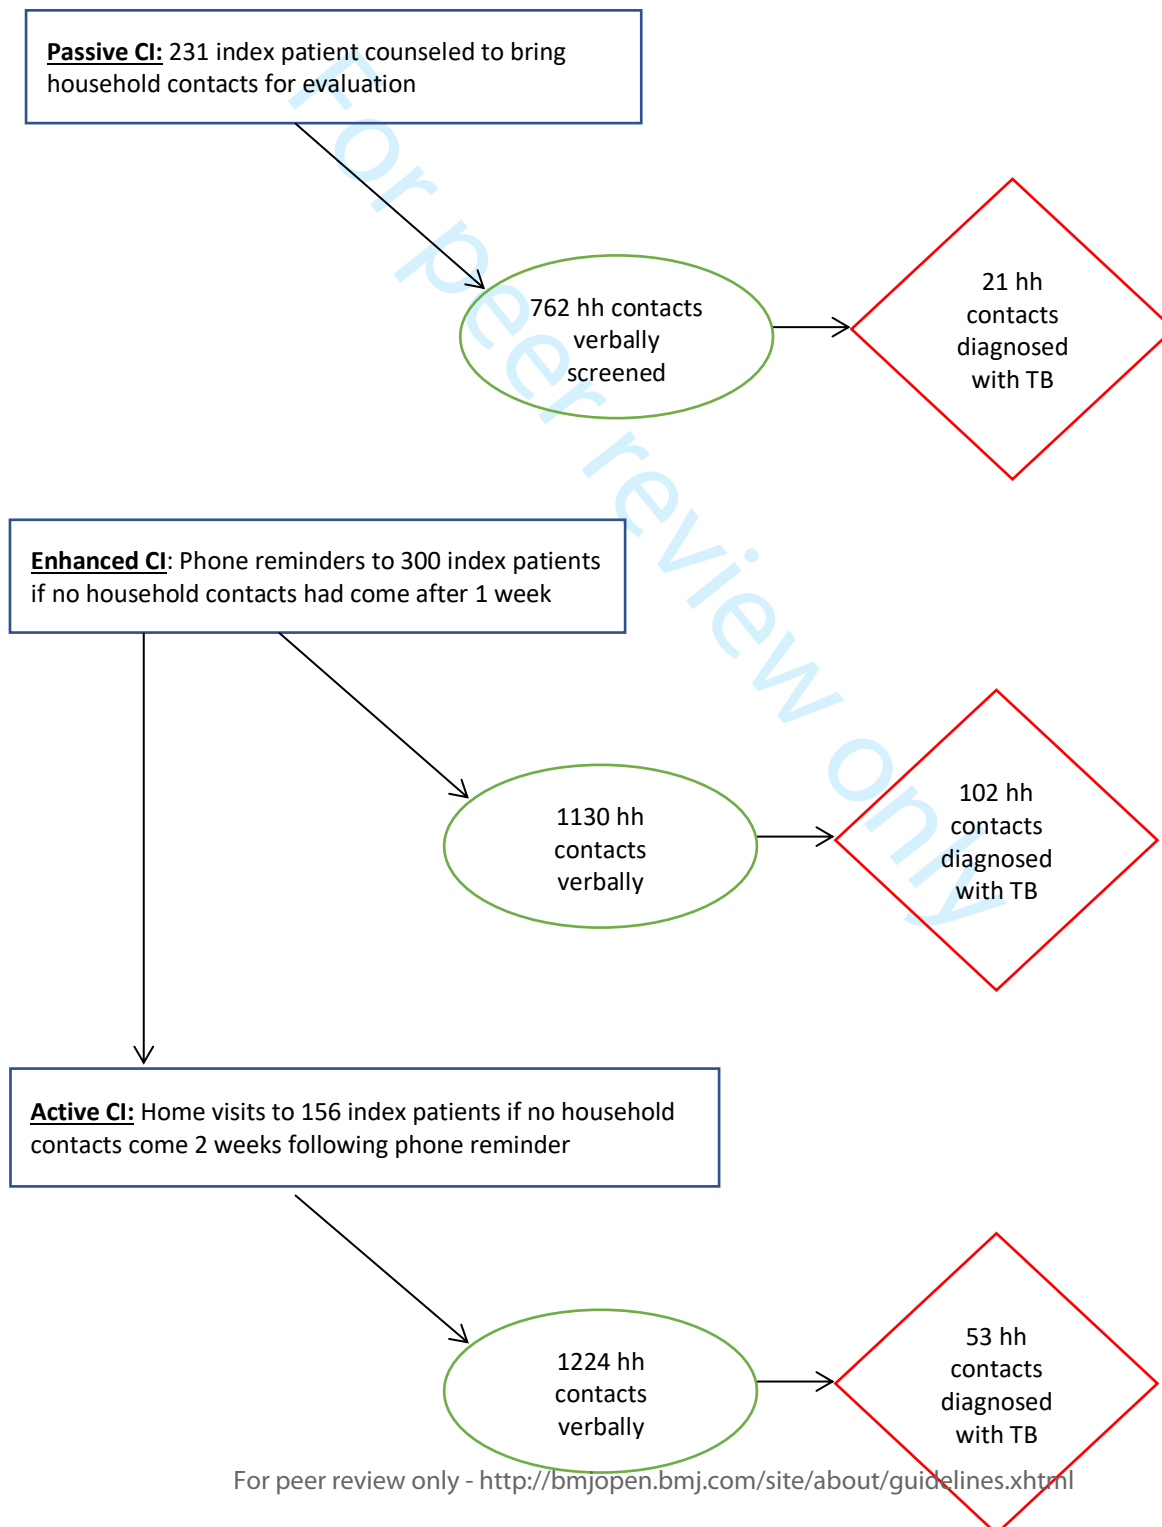 Passive CI: 231 index patient counseled to bring
household contacts for evaluation
762 hh contacts
verbally
screened
21 hh
contacts
diagnosed
with TB
Enhanced CI: Phone reminders to 300 index patients
if no household contacts had come after 1 week
1130 hh
contacts
verbally
102 hh
contacts
diagnosed
with TB
Active CI: Home visits to 156 index patients if no household
contacts come 2 weeks following phone reminder
1224 hh
contacts
verbally
53 hh
contacts
diagnosed
with TB
For peer review only
For peer review only - http://bmjopen.bmj.com/site/about/guidelines.xhtml